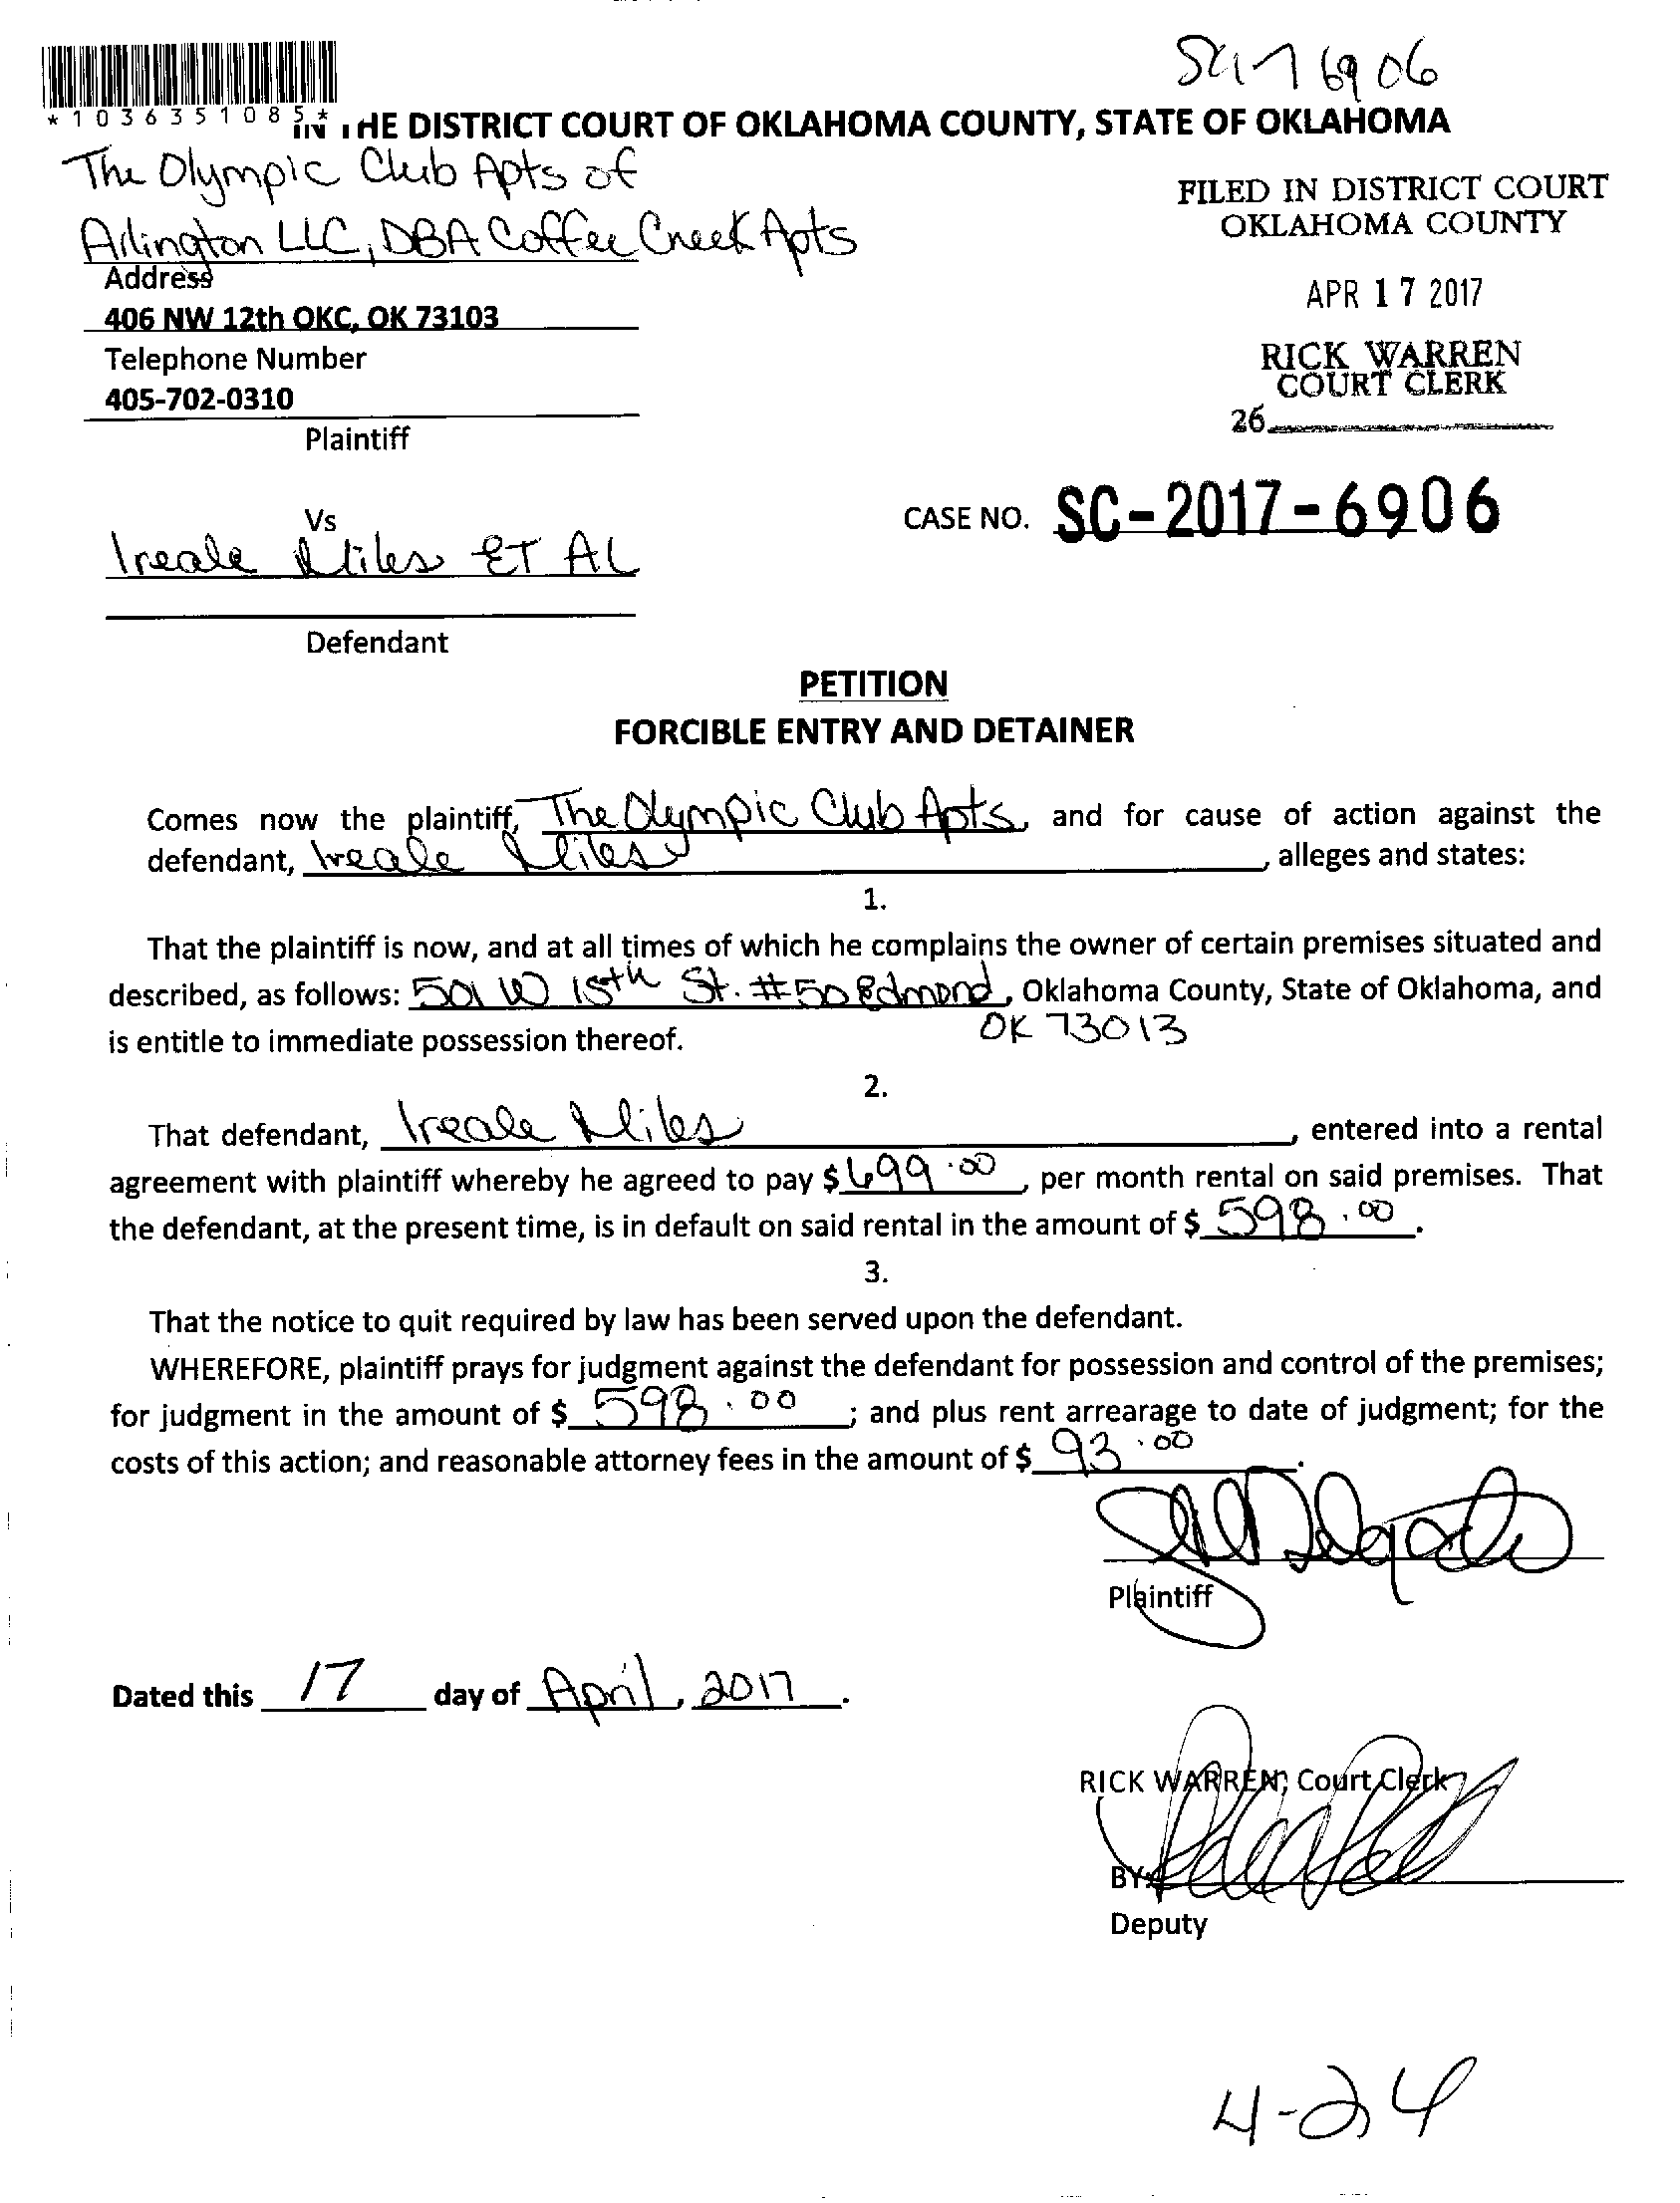 SC17 6906
*1036351085*
IN THE DISTRICT COURT OF OKLAHOMA COUNTY, STATE OF OKLAHOMA
The Olympic Club Apts of
Arlington LLC, DBA Coffee Creek Apts
Address
406 NW 12th OKC, OK 73103
Telephone Number
405-702-0310
Plaintiff
FILED IN DISTRICT COURT
OKLAHOMA COUNTY
APR 17 2017
RICK WARREN
COURT CLERK
26
Vs
Ireale Miles ET AL
Defendant
CASE NO. SC-2017-6906
PETITION
FORCIBLE ENTRY AND DETAINER
Comes now the plaintiff, The Olympic Club Apts, and for cause of action against the
defendant, Ireale Miles, alleges and states:
1.
That the plaintiff is now, and at all times of which he complains the owner of certain premises situated and
described, as follows: 501 W 15th St. #50 Edmond, Oklahoma County, State of Oklahoma, and
OK 73013
is entitle to immediate possession thereof.
2.
That defendant, Ireale Miles, entered into a rental
agreement with plaintiff whereby he agreed to pay $699.00, per month rental on said premises. That
the defendant, at the present time, is in default on said rental in the amount of $ 598.00.
3.
That the notice to quit required by law has been served upon the defendant.
WHEREFORE, plaintiff prays for judgment against the defendant for possession and control of the premises;
for judgment in the amount of $ 598.00; and plus rent arrearage to date of judgment; for the
costs of this action; and reasonable attorney fees in the amount of $ 93.00.
Delgado
Plaintiff
Dated this 17 day of April, 2017.
RICK WARREN, Court Clerk
BY:
Deputy
4-24